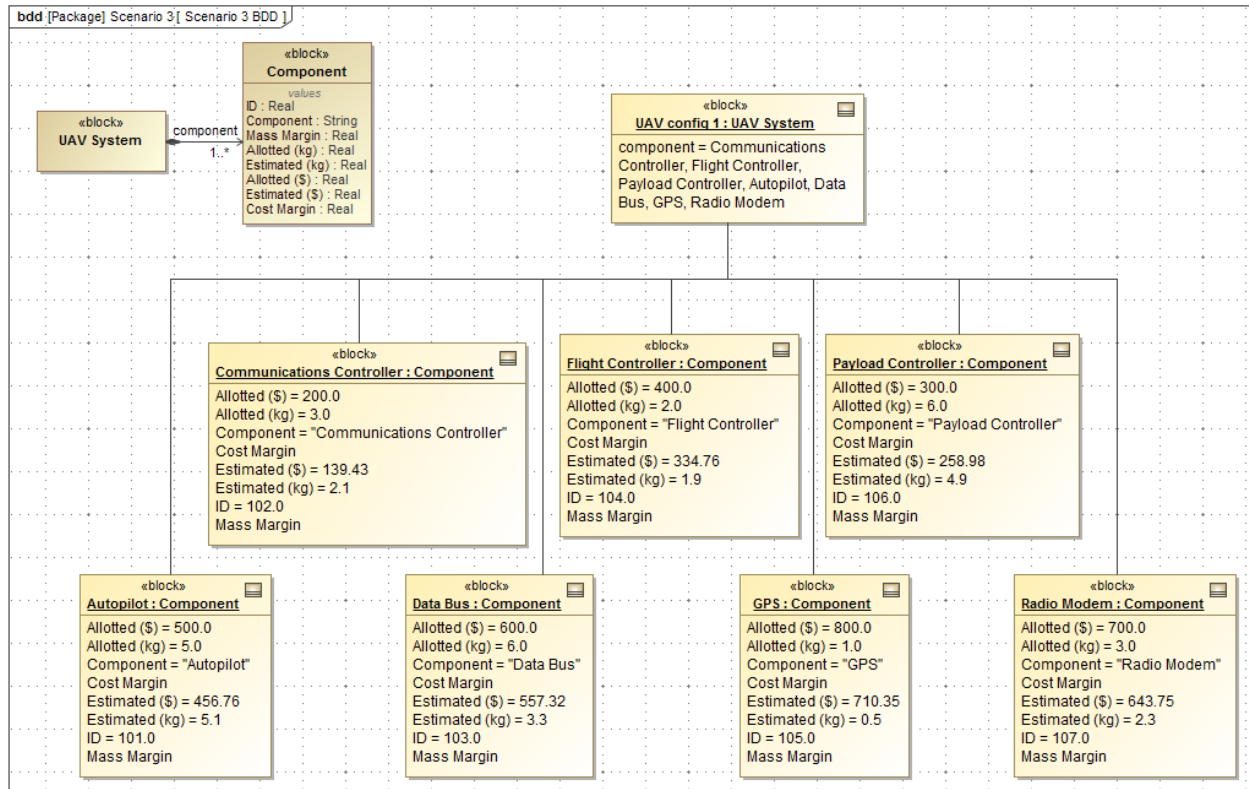 bdd [Package] Scenario 3 [ Scenario 3 BDD ]
«block»
Component
values
ID : Real
Component : String
Mass Margin : Real
Allotted (kg) : Real
Estimated (kg) : Real
Allotted ($) : Real
Estimated ($) : Real
Cost Margin : Real
«block»
UAV System
component
1..*
«block»
UAV config 1 : UAV System
component = Communications
Controller, Flight Controller,
Payload Controller, Autopilot, Data
Bus, GPS, Radio Modem
«block»
Communications Controller : Component
Allotted ($) = 200.0
Allotted (kg) = 3.0
Component = "Communications Controller"
Cost Margin
Estimated ($) = 139.43
Estimated (kg) = 2.1
ID = 102.0
Mass Margin
«block»
Flight Controller : Component
Allotted ($) = 400.0
Allotted (kg) = 2.0
Component = "Flight Controller"
Cost Margin
Estimated ($) = 334.76
Estimated (kg) = 1.9
ID = 104.0
Mass Margin
«block»
Payload Controller : Component
Allotted ($) = 300.0
Allotted (kg) = 6.0
Component = "Payload Controller"
Cost Margin
Estimated ($) = 258.98
Estimated (kg) = 4.9
ID = 106.0
Mass Margin
«block»
Autopilot : Component
Allotted ($) = 500.0
Allotted (kg) = 5.0
Component = "Autopilot"
Cost Margin
Estimated ($) = 456.76
Estimated (kg) = 5.1
ID = 101.0
Mass Margin
«block»
Data Bus : Component
Allotted ($) = 600.0
Allotted (kg) = 6.0
Component = "Data Bus"
Cost Margin
Estimated ($) = 557.32
Estimated (kg) = 3.3
ID = 103.0
Mass Margin
«block»
GPS : Component
Allotted ($) = 800.0
Allotted (kg) = 1.0
Component = "GPS"
Cost Margin
Estimated ($) = 710.35
Estimated (kg) = 0.5
ID = 105.0
Mass Margin
«block»
Radio Modem : Component
Allotted ($) = 700.0
Allotted (kg) = 3.0
Component = "Radio Modem"
Cost Margin
Estimated ($) = 643.75
Estimated (kg) = 2.3
ID = 107.0
Mass Margin